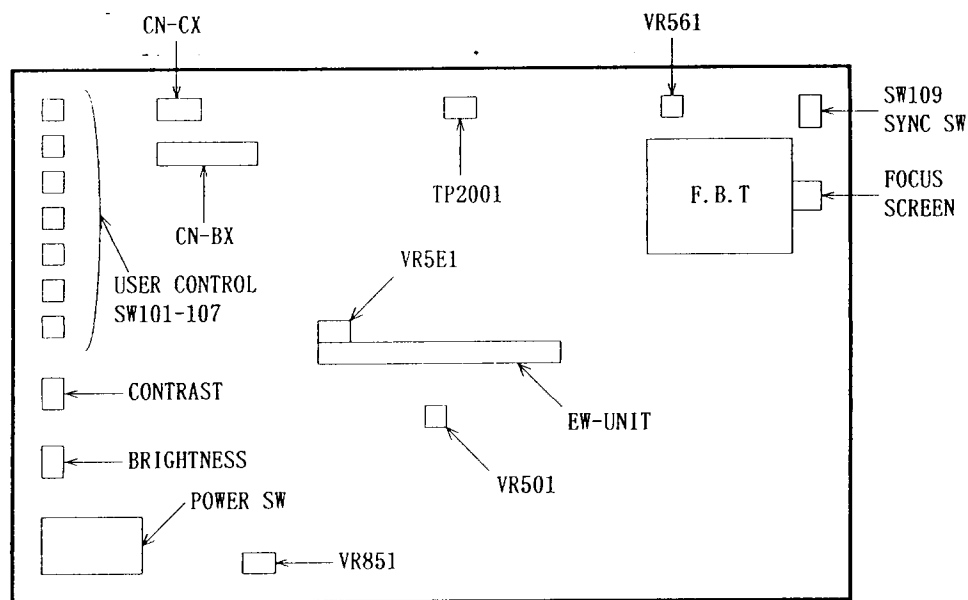 CN-CX
VR561
SW109
SYNC SW
TP2001
F.B.T
FOCUS
SCREEN
CN-BX
VR5E1
USER CONTROL
SW101-107
CONTRAST
EW-UNIT
BRIGHTNESS
VR501
POWER SW
VR851